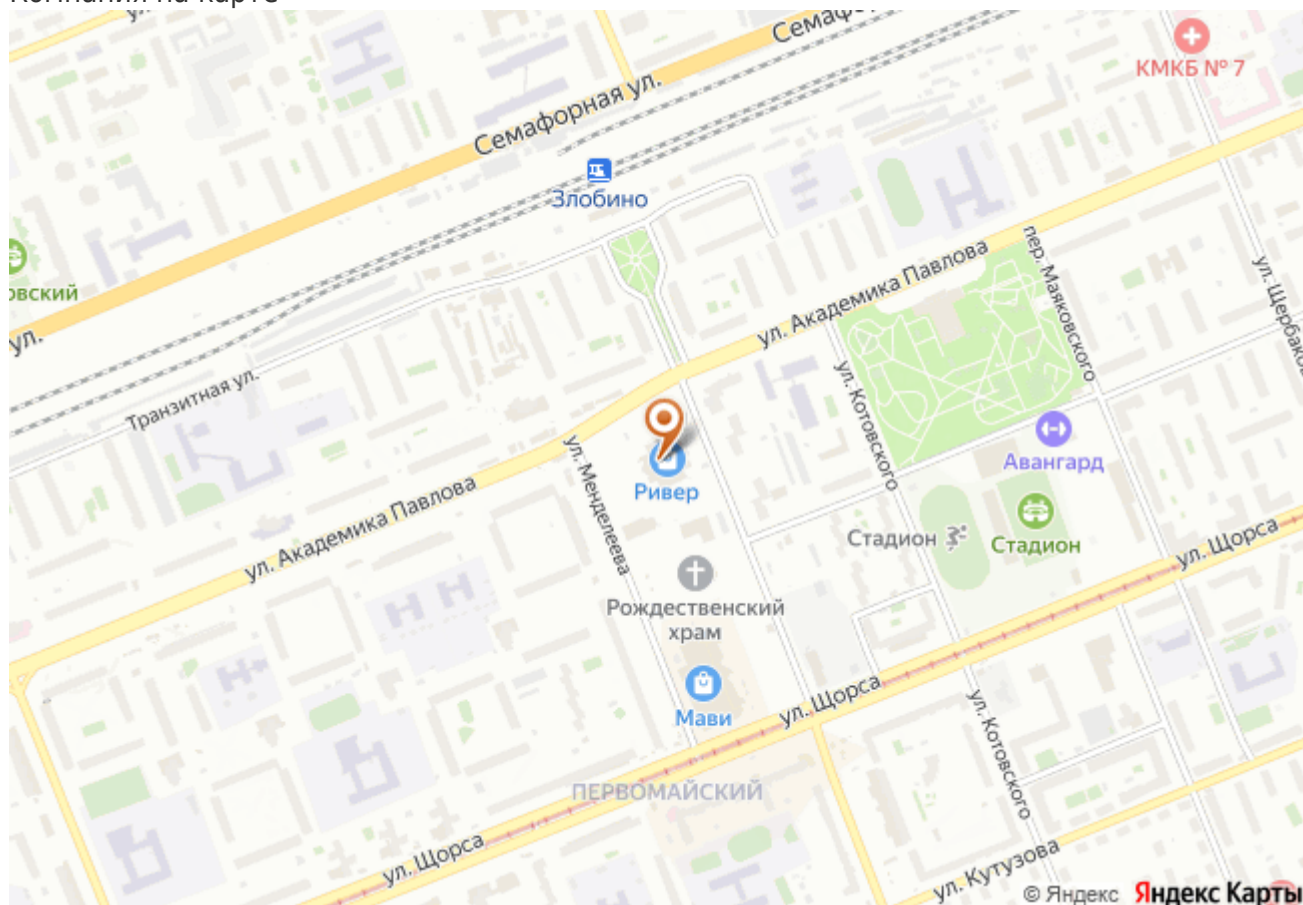 Семафорная ул.
КМКБ № 7
Семафорная ул.
Злобино
ул.
ул. Академика Павлова
пер. Маяковского
ул. Котовского
Транзитная ул.
Авангард
Ривер
ул. Менделеева
ул. Академика Павлова
Стадион
Стадион
ул. Щорса
Рождественский
храм
Мави
ул. Щорса
ул. Котовского
ПЕРВОМАЙСКИЙ
ул. Щорса
ул. Кутузова
© Яндекс Яндекс Карты